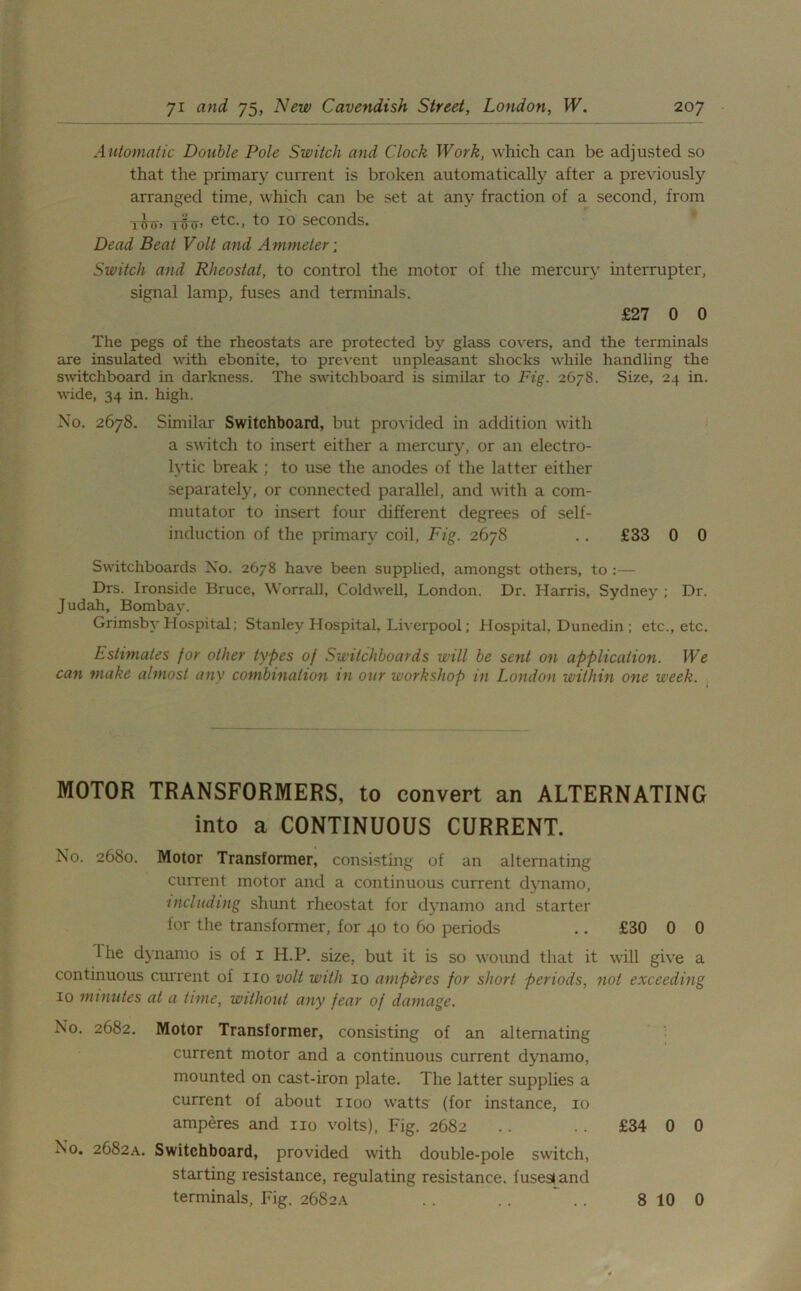 71 and 75, New Cavendish Street, London, W. 207
Automatic Double Pole Switch and Clock Work, which can be adjusted so
that the primary current is broken automatically after a previously
arranged time, which can be set at any fraction of a second, from
1/100, 2/100, etc., to 10 seconds.
Dead Beat Volt and Ammeter;
Switch and Rheostat, to control the motor of the mercury interrupter,
signal lamp, fuses and terminals.
£27 0 0
The pegs of the rheostats are protected by glass covers, and the terminals
are insulated with ebonite, to prevent unpleasant shocks while handling the
switchboard in darkness. The switchboard is similar to Fig. 2678. Size, 24 in.
wide, 34 in. high.
No. 2678. Similar Switchboard, but provided in addition with
a switch to insert either a mercury, or an electro-
lytic break ; to use the anodes of the latter either
separately, or connected parallel, and with a com-
mutator to insert four different degrees of self-
induction of the primary coil, Fig. 2678 .. £33 0 0
Switchboards No. 2678 have been supplied, amongst others, to :—
Drs. Ironside Bruce, Worrall, Coldwell, London. Dr. Harris, Sydney ; Dr.
Judah, Bombay.
Grimsby Hospital; Stanley Hospital, Liverpool; Hospital, Dunedin ; etc., etc.
Estimates for other types of Switchboards will be sent on application. We
can make almost any combination in our workshop in London within one week.
MOTOR TRANSFORMERS, to convert an ALTERNATING
into a CONTINUOUS CURRENT.
No. 2680. Motor Transformer, consisting of an alternating
current motor and a continuous current dynamo,
including shunt rheostat for dynamo and starter
for the transformer, for 40 to 60 periods .. £30 0 0
The dynamo is of 1 H.P. size, but it is so wound that it will give a
continuous current of 110 volt with 10 ampères for short periods, not exceeding
10 minutes at a time, without any fear of damage.
No. 2682. Motor Transformer, consisting of an alternating
current motor and a continuous current dynamo,
mounted on cast-iron plate. The latter supplies a
current of about 1100 watts (for instance, 10
ampères and 110 volts), Fig. 2682 .. .. £34 0 0
No. 2682A. Switchboard, provided with double-pole switch,
starting resistance, regulating resistance, fuses and
terminals, Fig. 2682A .. .. .. 8 10 0